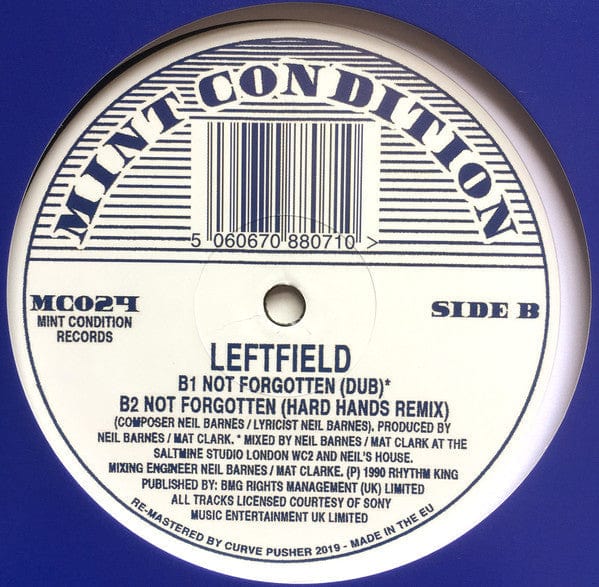 MINT CONDITION
5 060670 880710 >
MC024
MINT CONDITION
RECORDS
SIDE B
LEFTFIELD
B1 NOT FORGOTTEN (DUB)*
B2 NOT FORGOTTEN (HARD HANDS REMIX)
(COMPOSER NEIL BARNES / LYRICIST NEIL BARNES). PRODUCED BY
NEIL BARNES / MAT CLARK. * MIXED BY NEIL BARNES / MAT CLARK AT THE
SALTMINE STUDIO LONDON WC2 AND NEIL'S HOUSE.
MIXING ENGINEER NEIL BARNES / MAT CLARKE. (P) 1990 RHYTHM KING
PUBLISHED BY: BMG RIGHTS MANAGEMENT (UK) LIMITED
ALL TRACKS LICENSED COURTESY OF SONY
MUSIC ENTERTAINMENT UK LIMITED
RE-MASTERED BY CURVE PUSHER 2019 - MADE IN THE EU